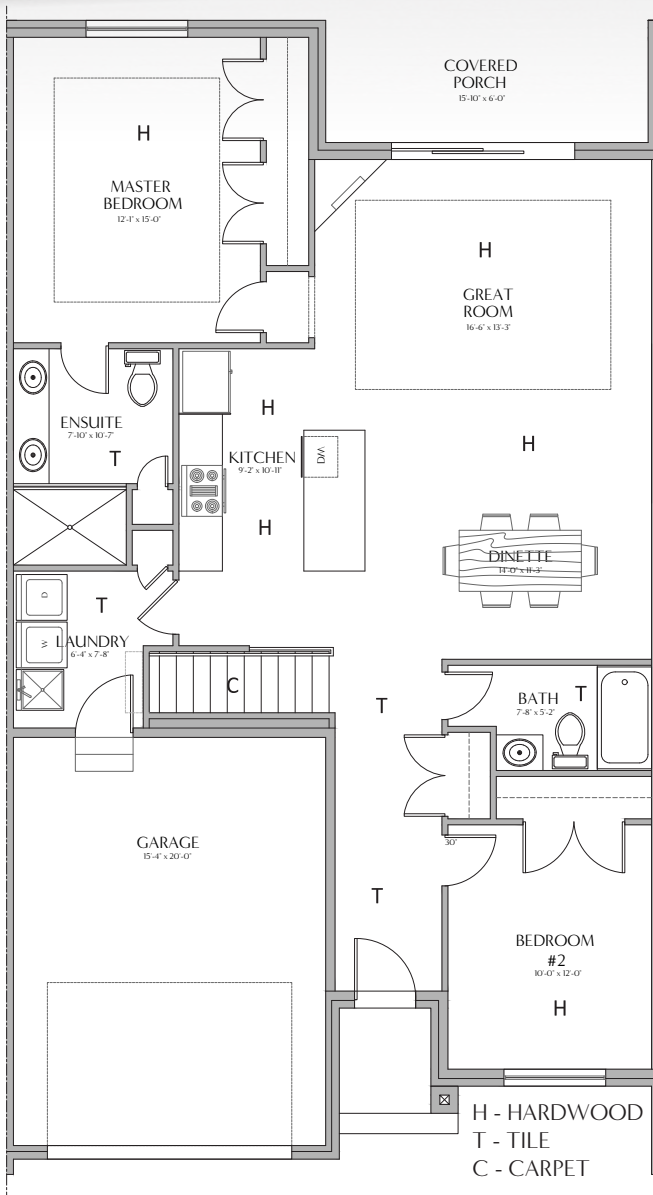 COVERED
PORCH
15'-10" x 6'-0"
H
MASTER
BEDROOM
12'-1" x 15'-0"
H
GREAT
ROOM
16'-6" x 13'-3"
ENSUITE
7'-10" x 10'-7"
T
H
KITCHEN
9'-2" x 10'-11"
DW
H
H
DINETTE
14'-0" x 11'-3"
D
T
W
LAUNDRY
6'-4" x 7'-8"
C
T
BATH
7'-8" x 5'-2"
T
GARAGE
15'-4" x 20'-0"
30"
T
BEDROOM
#2
10'-0" x 12'-0"
H
H - HARDWOOD
T - TILE
C - CARPET